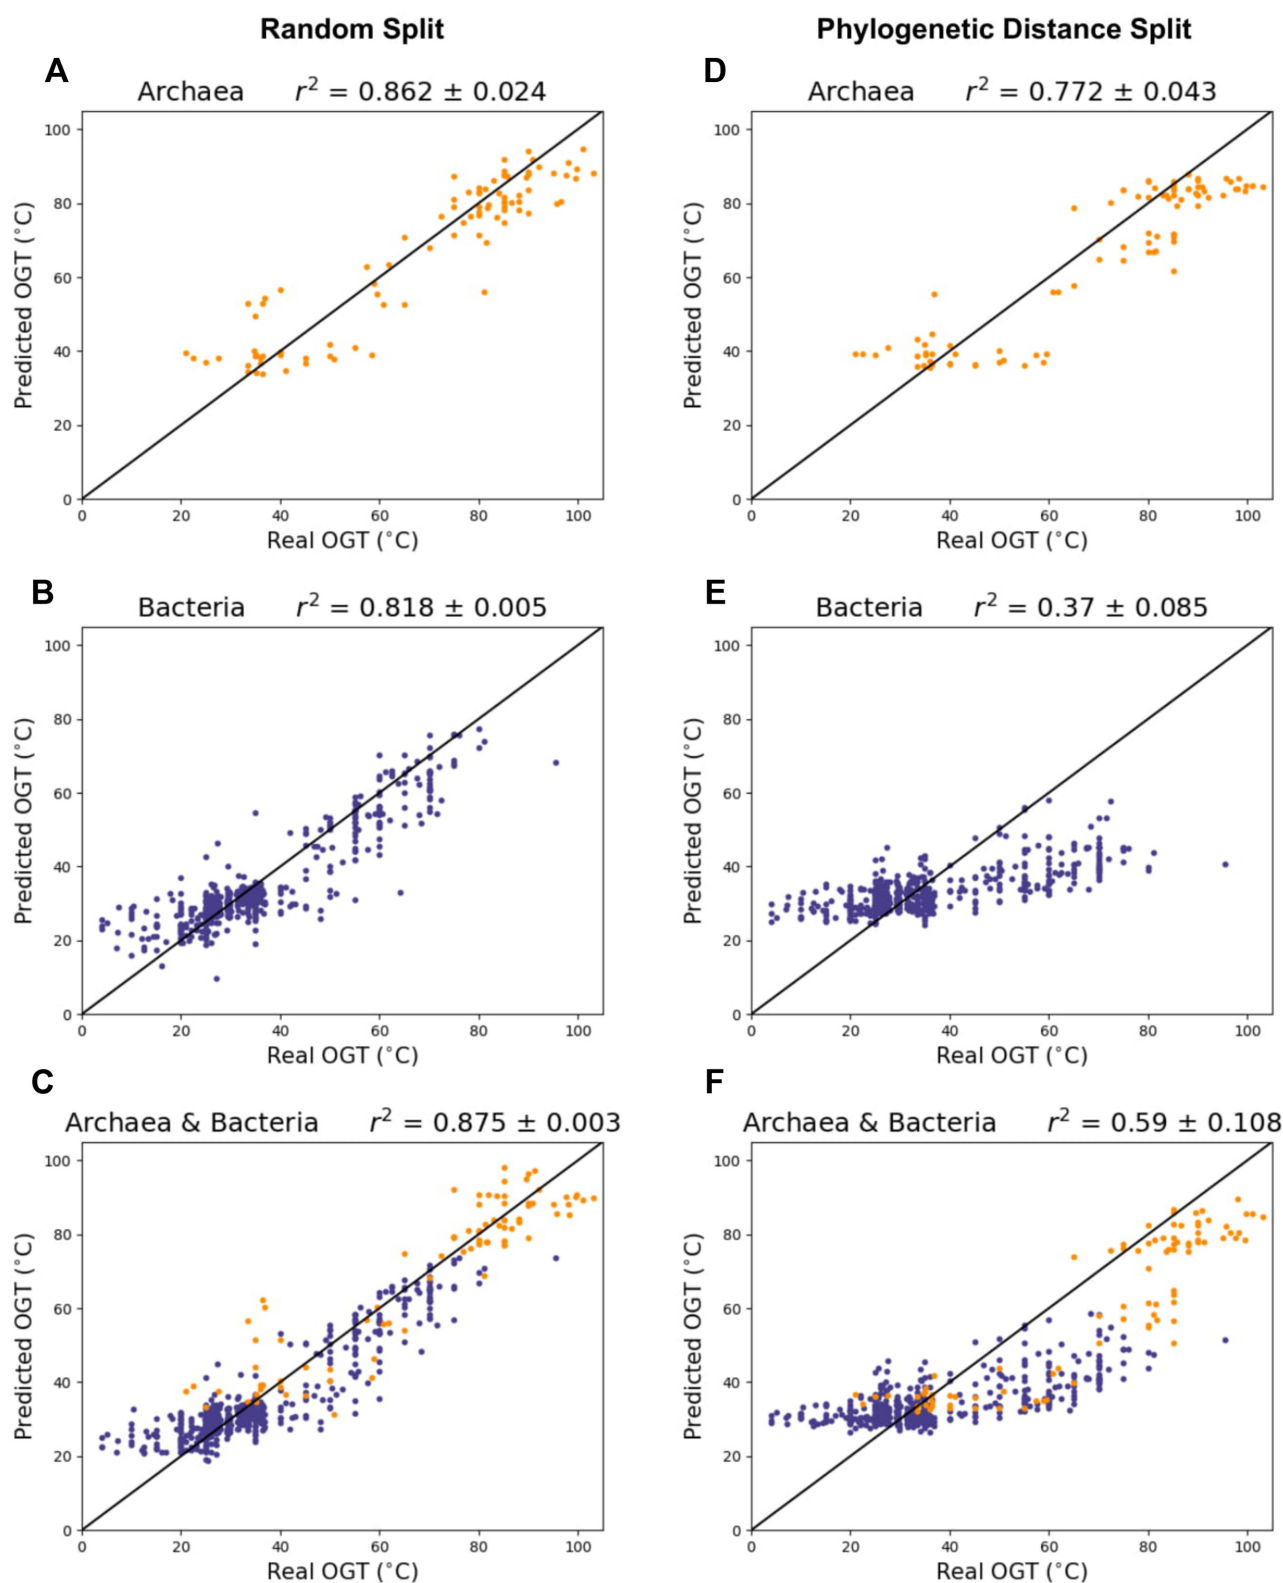 Random Split
Phylogenetic Distance Split
A
Archaea r² = 0.862 ± 0.024
100
80
60
40
20
0
0 20 40 60 80 100
Predicted OGT (°C)
Real OGT (°C)
D
Archaea r² = 0.772 ± 0.043
100
80
60
40
20
0
0 20 40 60 80 100
Predicted OGT (°C)
Real OGT (°C)
B
Bacteria r² = 0.818 ± 0.005
100
80
60
40
20
0
0 20 40 60 80 100
Predicted OGT (°C)
Real OGT (°C)
E
Bacteria r² = 0.37 ± 0.085
100
80
60
40
20
0
0 20 40 60 80 100
Predicted OGT (°C)
Real OGT (°C)
C
Archaea & Bacteria r² = 0.875 ± 0.003
100
80
60
40
20
0
0 20 40 60 80 100
Predicted OGT (°C)
Real OGT (°C)
F
Archaea & Bacteria r² = 0.59 ± 0.108
100
80
60
40
20
0
0 20 40 60 80 100
Predicted OGT (°C)
Real OGT (°C)